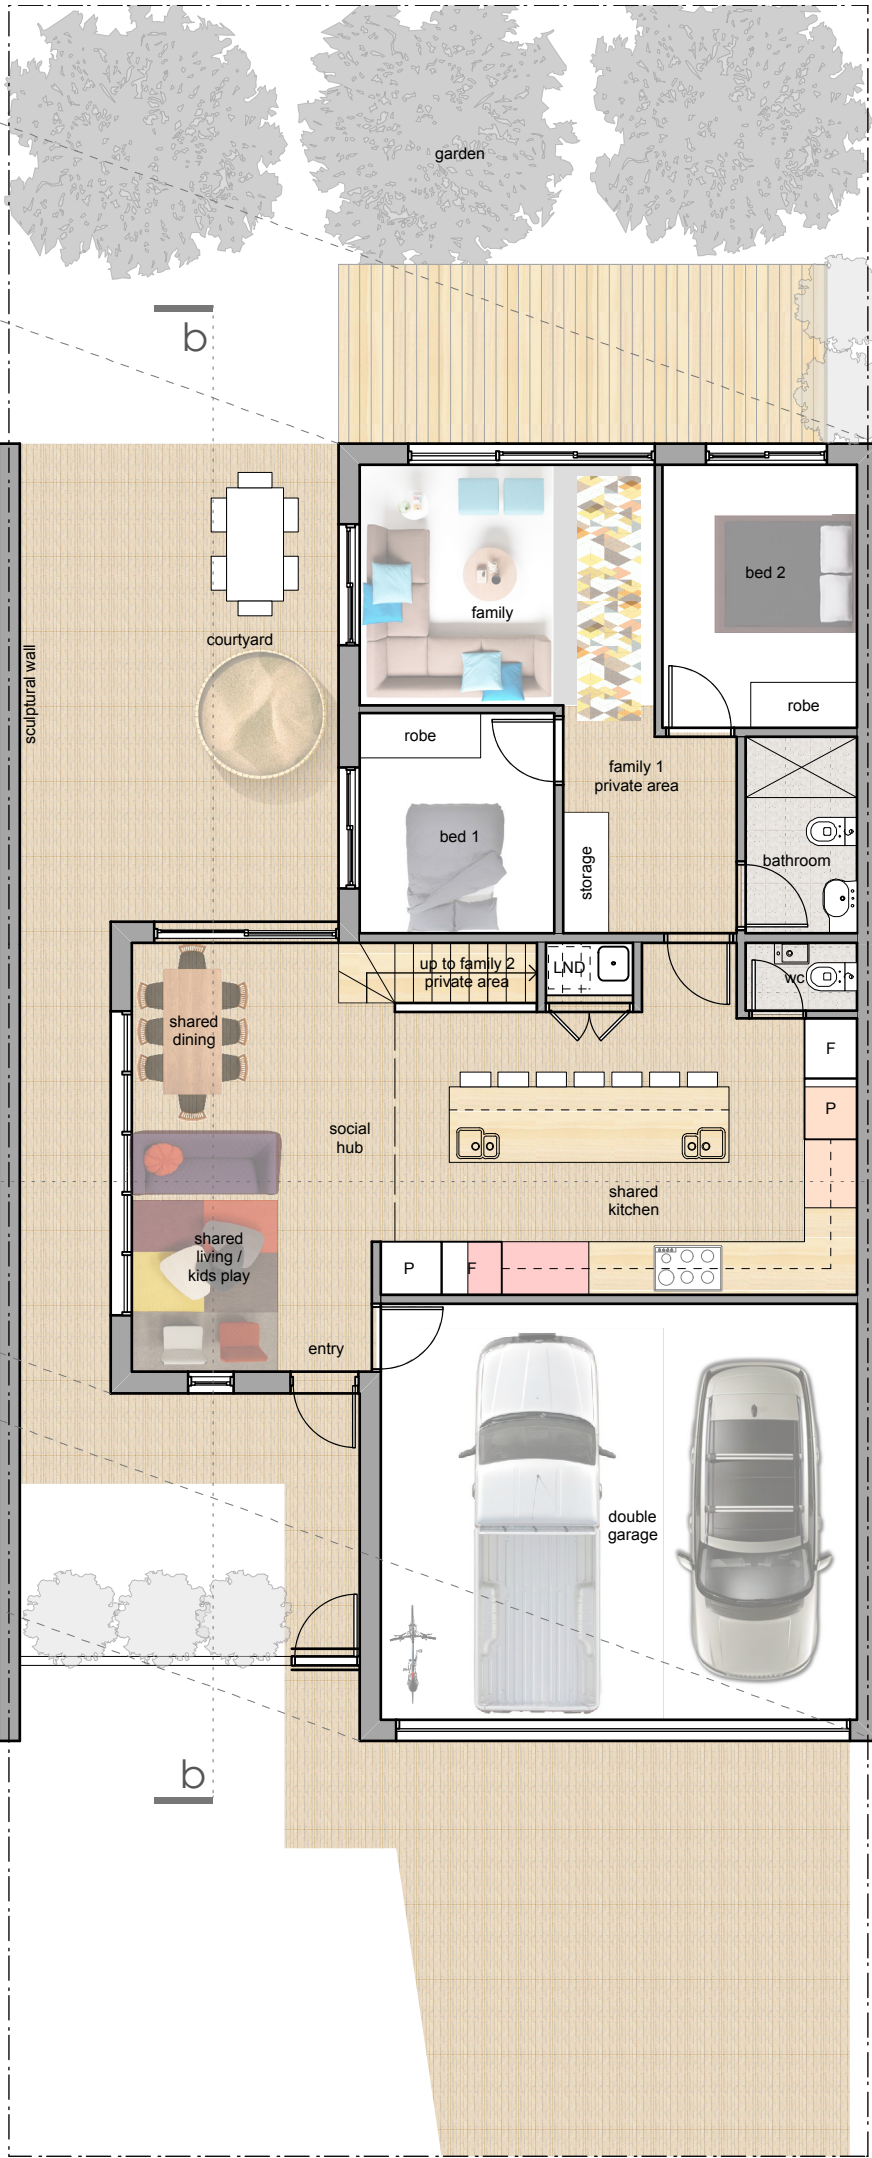 garden
b
bed 2
family
courtyard
sculptural wall
robe
robe
family 1
private area
bed 1
bathroom
storage
up to family 2
private area
LND
wc
shared
dining
F
P
social
hub
shared
kitchen
shared
living /
kids play
P
F
entry
double
garage
b